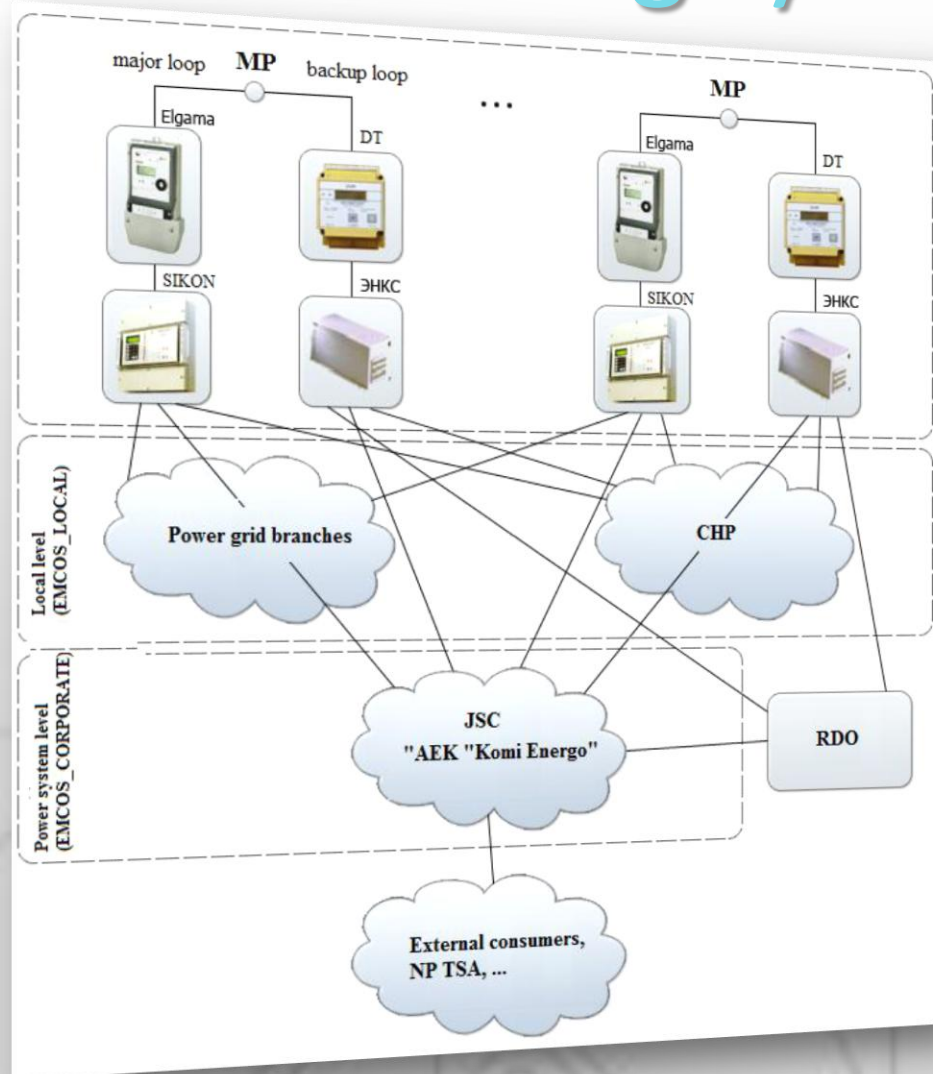 major loop
MP
backup loop
...
MP
Elgama
DT
Elgama
DT
SIKON
ЭНКС
SIKON
ЭНКС
Local level
(EMCOS_LOCAL)
Power grid branches
CHP
Power system level
(EMCOS_CORPORATE)
JSC
"AEK "Komi Energo"
RDO
External consumers,
NP TSA, ...